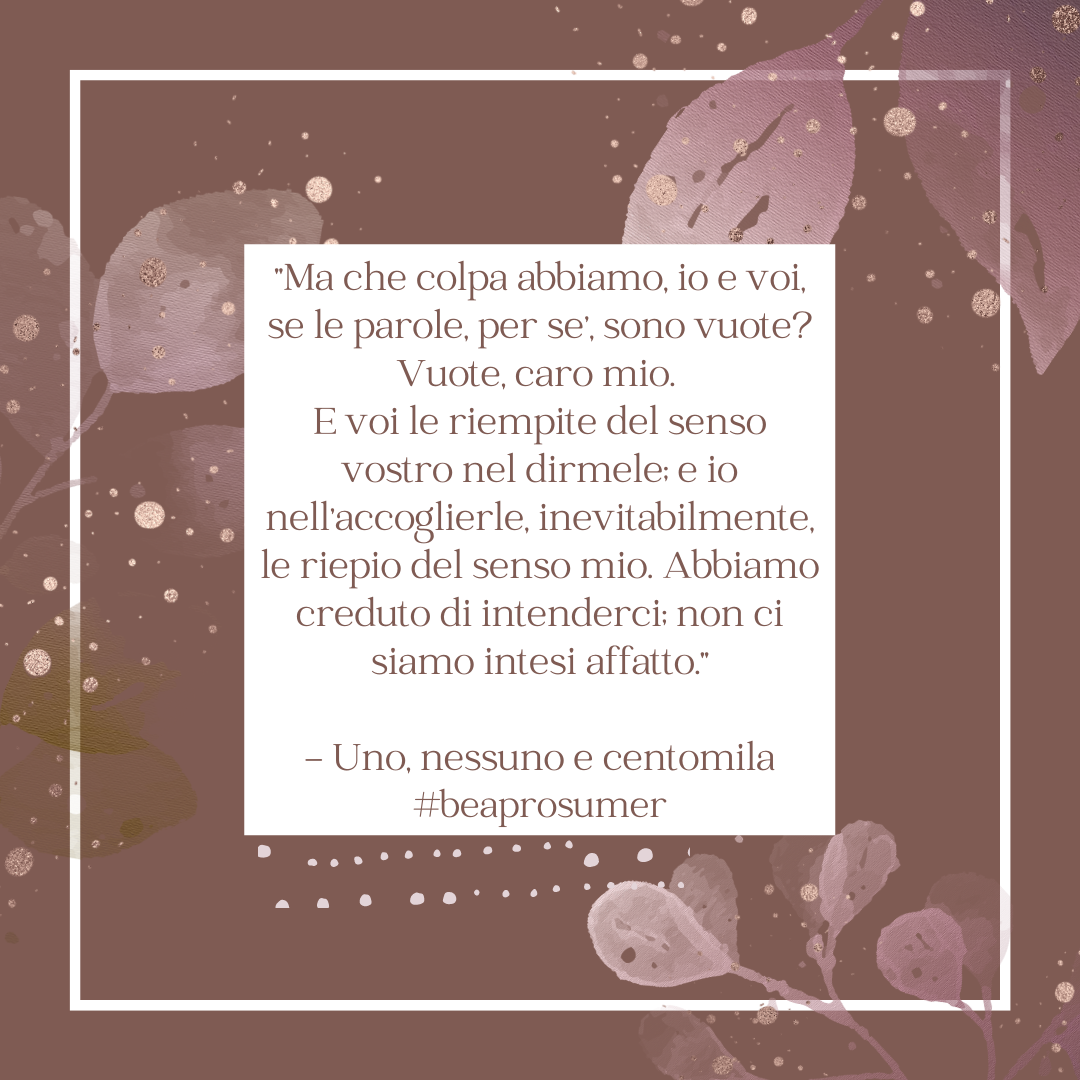 "Ma che colpa abbiamo, io e voi,
se le parole, per se', sono vuote?
Vuote, caro mio.
E voi le riempite del senso
vostro nel dirmele; e io
nell'accoglierle, inevitabilmente,
le riepio del senso mio. Abbiamo
creduto di intenderci; non ci
siamo intesi affatto."
– Uno, nessuno e centomila
#beaprosumer